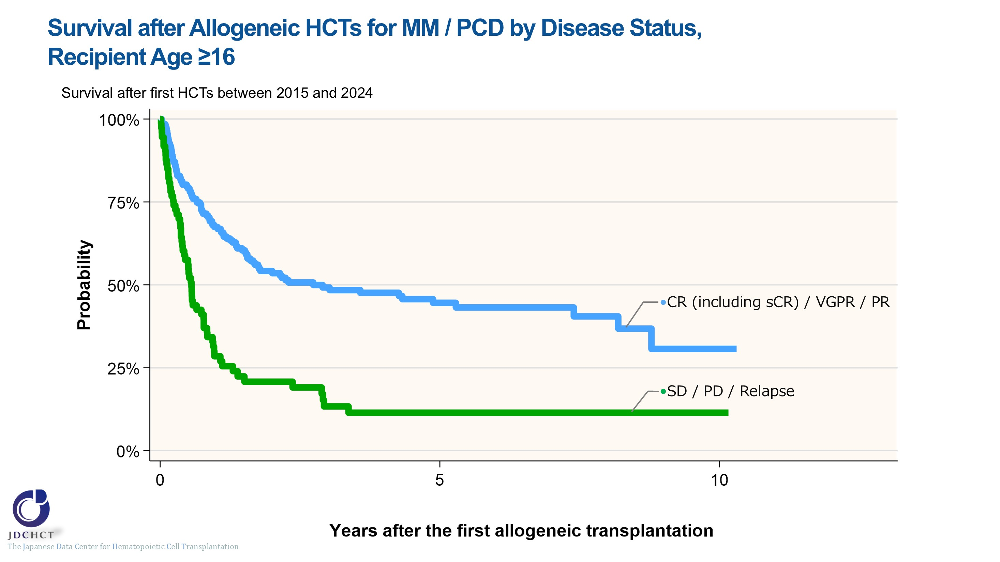 Survival after Allogeneic HCTs for MM / PCD by Disease Status,
Recipient Age ≥16
Survival after first HCTs between 2015 and 2024
100%
75%
50%
25%
0%
Probability
CR (including sCR) / VGPR / PR
SD / PD / Relapse
0
5
10
Years after the first allogeneic transplantation
JDCHCT
The Japanese Data Center for Hematopoietic Cell Transplantation